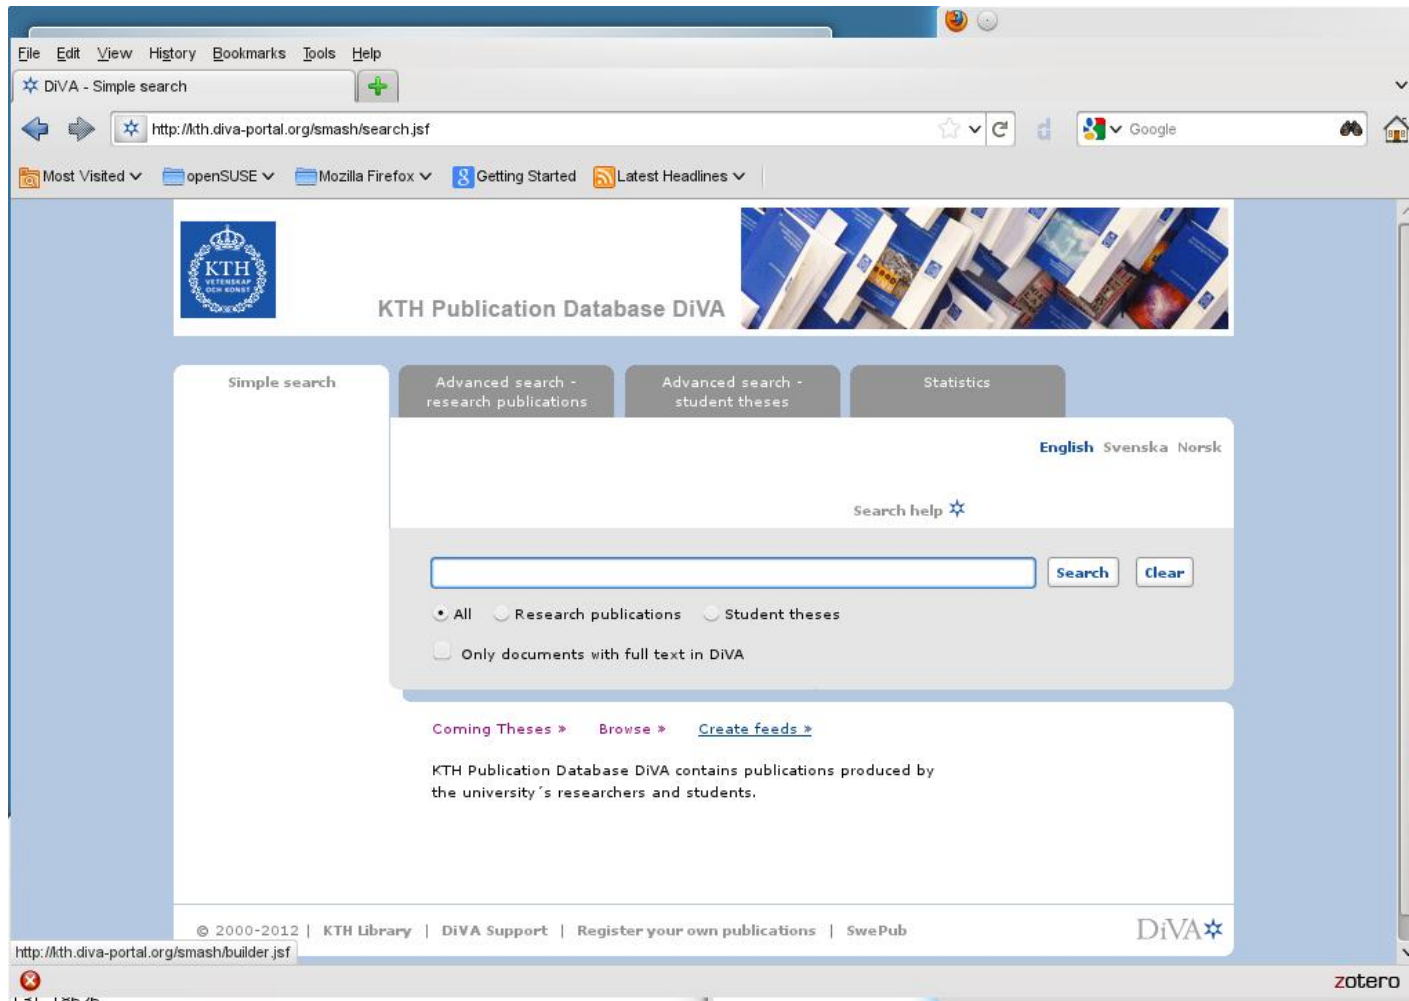 File Edit View History Bookmarks Tools Help
DiVA - Simple search
http://kth.diva-portal.org/smash/search.jsf
Google
Most Visited openSUSE Mozilla Firefox Getting Started Latest Headlines
KTH
VETENSKAP
OCH KONST
KTH Publication Database DiVA
Simple search
Advanced search -
research publications
Advanced search -
student theses
Statistics
English Svenska Norsk
Search help
Search Clear
All Research publications Student theses
Only documents with full text in DiVA
Coming Theses » Browse » Create feeds »
KTH Publication Database DiVA contains publications produced by
the university´s researchers and students.
© 2000-2012 | KTH Library | DiVA Support | Register your own publications | SwePub
DiVA
http://kth.diva-portal.org/smash/builder.jsf
zotero